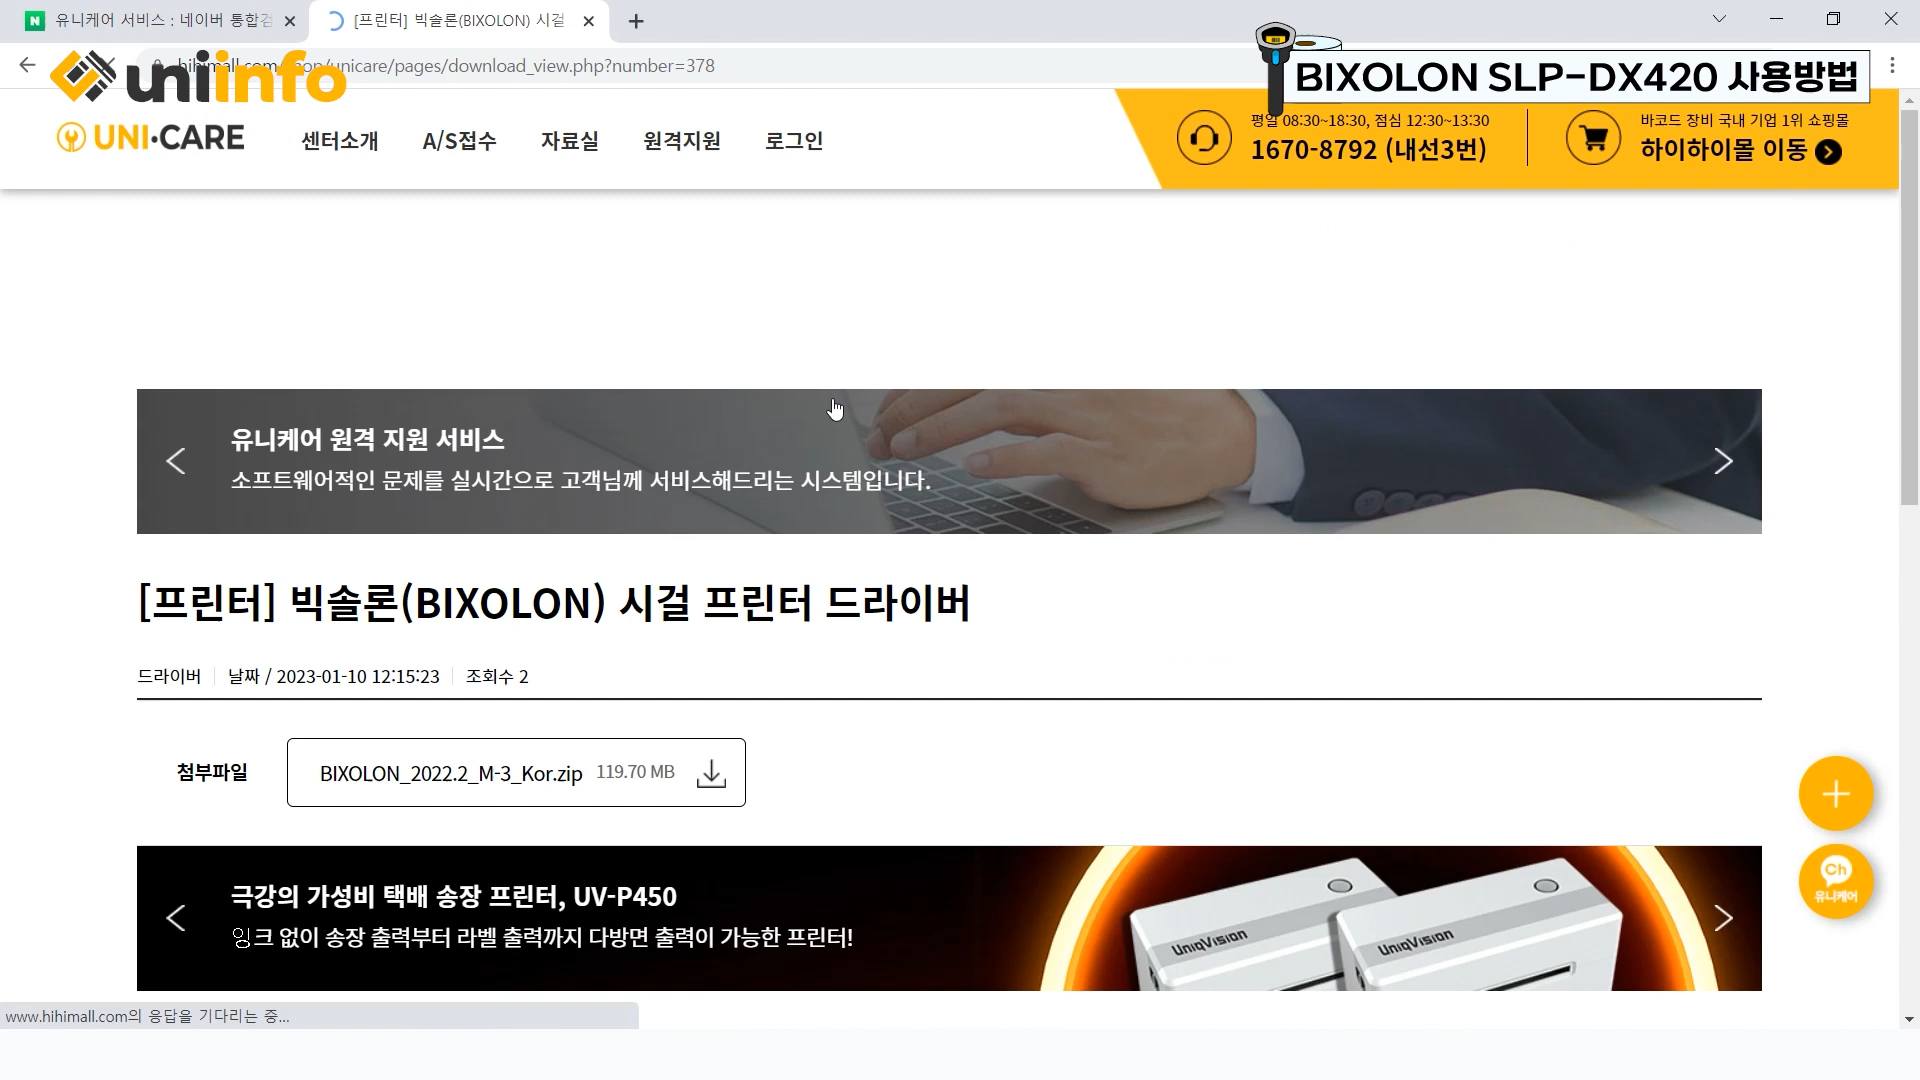 유니케어 서비스 : 네이버 통합검
[프린터] 빅솔론(BIXOLON) 시걸
hihimall.com/shop/unicare/pages/download_view.php?number=378
uniinfo
BIXOLON SLP-DX420 사용방법
UNI·CARE
센터소개
A/S접수
자료실
원격지원
로그인
평일 08:30~18:30, 점심 12:30~13:30
1670-8792 (내선3번)
바코드 장비 국내 기업 1위 쇼핑몰
하이하이몰 이동
유니케어 원격 지원 서비스
소프트웨어적인 문제를 실시간으로 고객님께 서비스해드리는 시스템입니다.
[프린터] 빅솔론(BIXOLON) 시걸 프린터 드라이버
드라이버 날짜 / 2023-01-10 12:15:23 조회수 2
첨부파일
BIXOLON_2022.2_M-3_Kor.zip 119.70 MB
극강의 가성비 택배 송장 프린터, UV-P450
잉크 없이 송장 출력부터 라벨 출력까지 다방면 출력이 가능한 프린터!
UniqVision
UniqVision
Ch
유니케어
www.hihimall.com의 응답을 기다리는 중...